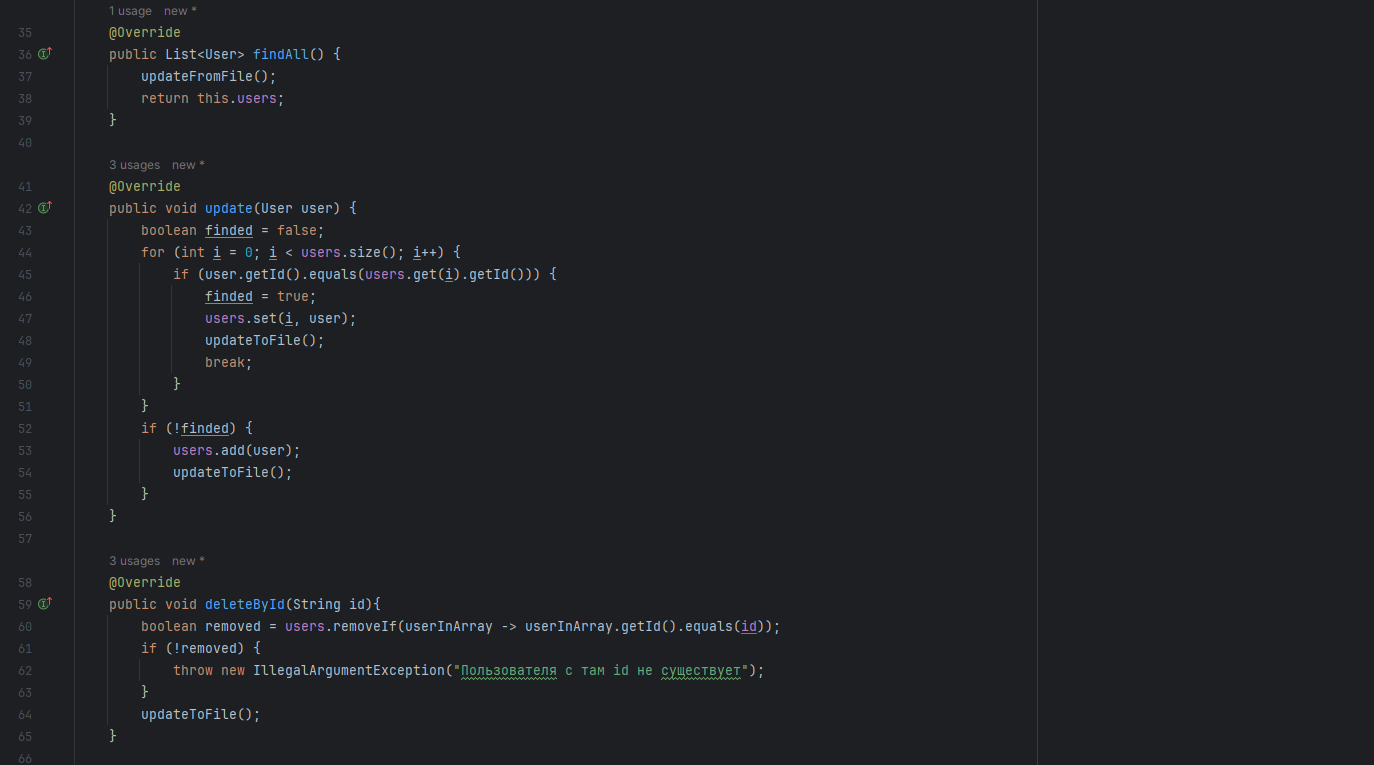 1 usage new *
35 @Override
36 public List<User> findAll() {
37 updateFromFile();
38 return this.users;
39 }
40
3 usages new *
41 @Override
42 public void update(User user) {
43 boolean finded = false;
44 for (int i = 0; i < users.size(); i++) {
45 if (user.getId().equals(users.get(i).getId())) {
46 finded = true;
47 users.set(i, user);
48 updateToFile();
49 break;
50 }
51 }
52 if (!finded) {
53 users.add(user);
54 updateToFile();
55 }
56 }
57
3 usages new *
58 @Override
59 public void deleteById(String id){
60 boolean removed = users.removeIf(userInArray -> userInArray.getId().equals(id));
61 if (!removed) {
62 throw new IllegalArgumentException("Пользователя с там id не существует");
63 }
64 updateToFile();
65 }
66